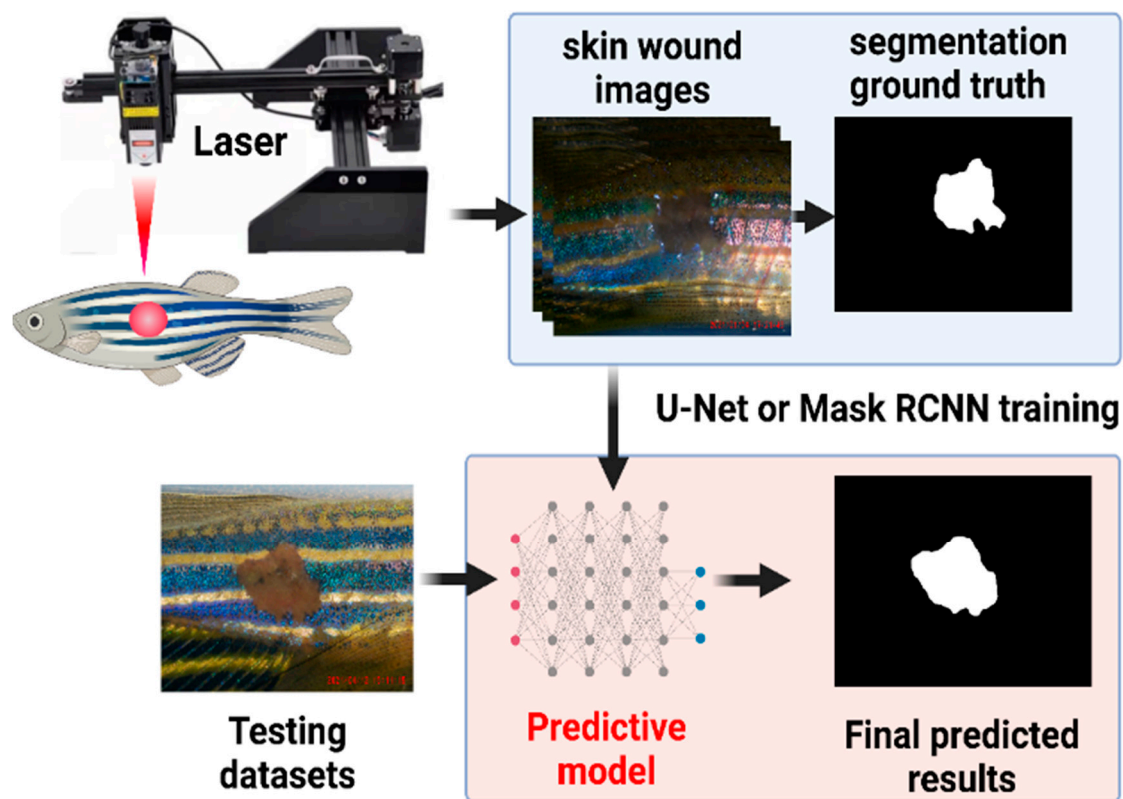 skin wound
images
segmentation
ground truth
Laser
U-Net or Mask RCNN training
Testing
datasets
Predictive
model
Final predicted
results